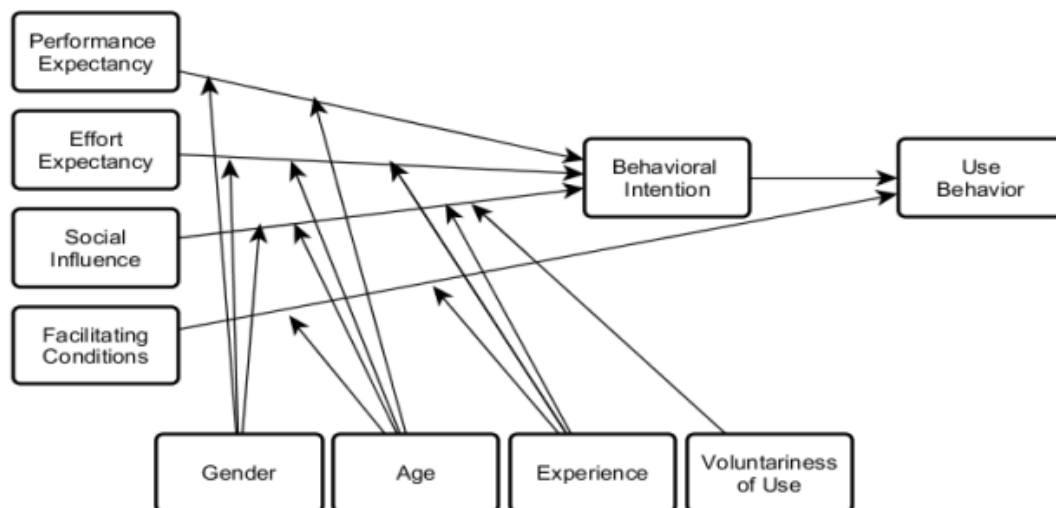 Performance
Expectancy
Effort
Expectancy
Social
Influence
Facilitating
Conditions
Behavioral
Intention
Use
Behavior
Gender
Age
Experience
Voluntariness
of Use